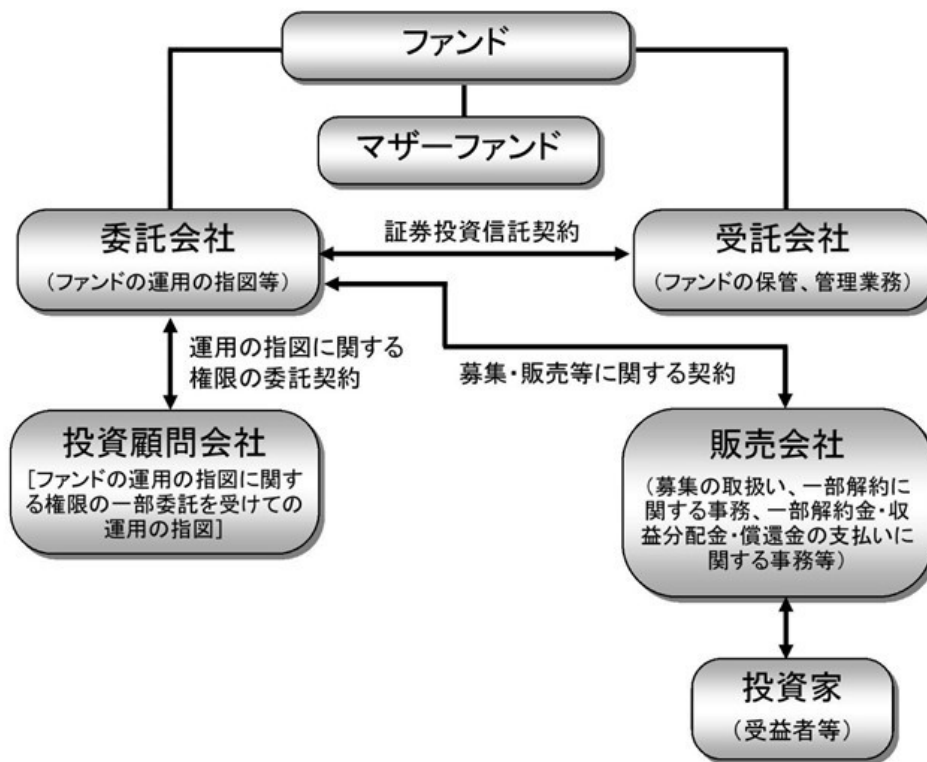 ファンド
マザーファンド
委託会社
（ファンドの運用の指図等）
証券投資信託契約
受託会社
（ファンドの保管、管理業務）
運用の指図に関する
権限の委託契約
募集・販売等に関する契約
投資顧問会社
［ファンドの運用の指図に関す
る権限の一部委託を受けての
運用の指図］
販売会社
（募集の取扱い、一部解約に
関する事務、一部解約金・収
益分配金・償還金の支払いに
関する事務等）
投資家
（受益者等）